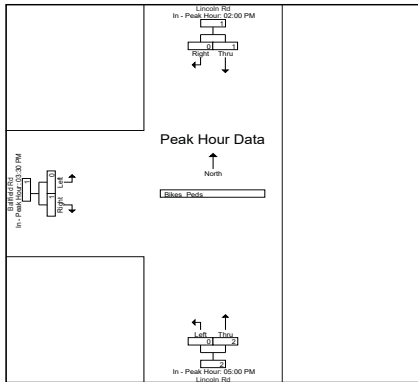 Lincoln Rd
In - Peak Hour: 02:00 PM
1
0 1
Right Thru
Peak Hour Data
North
Bikes Peds
Ballfield Rd
In - Peak Hour: 03:30 PM
1
1 0
Right Left
Left Thru
0 2
2
In - Peak Hour: 05:00 PM
Lincoln Rd